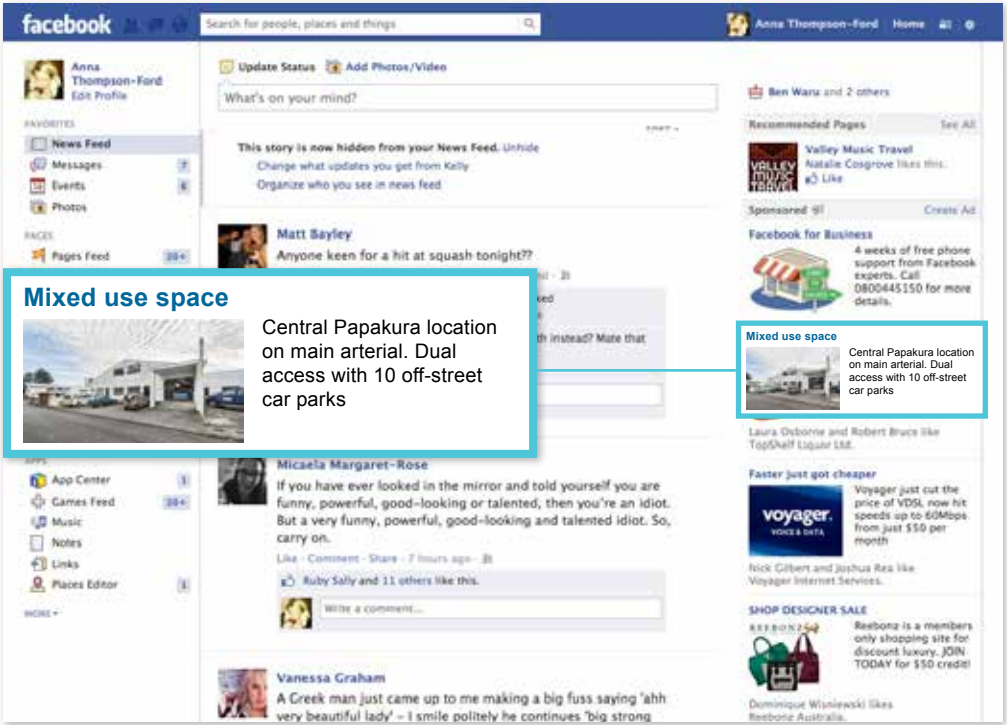 facebook
Search for people, places and things
Anna Thompson-Ford Home
Anna
Thompson-Ford
Edit Profile
FAVORITES
News Feed
Messages 7
Events 6
Photos
PAGES
Pages Feed 20+
APPS
App Center 1
Games Feed 20+
Music
Notes
Links
Places Editor 1
MORE
Update Status Add Photos/Video
What's on your mind?
SORT
This story is now hidden from your News Feed. Unhide
Change what updates you get from Kelly
Organize who you see in news feed
Matt Bayley
Anyone keen for a hit at squash tonight??
instead? Mate that
Mixed use space
Central Papakura location
on main arterial. Dual
access with 10 off-street
car parks
Micaela Margaret-Rose
If you have ever looked in the mirror and told yourself you are
funny, powerful, good-looking or talented, then you're an idiot.
But a very funny, powerful, good-looking and talented idiot. So,
carry on.
Like · Comment · Share · 7 hours ago
Ruby Sally and 11 others like this.
Write a comment...
Vanessa Graham
A Greek man just came up to me making a big fuss saying 'ahh
very beautiful lady' - I smile politely he continues 'big strong
Ben Waru and 2 others
Recommended Pages See All
VALLEY
MUSIC
TRAVEL
Valley Music Travel
Natalie Cosgrove likes this.
Like
Sponsored Create Ad
Facebook for Business
4 weeks of free phone
support from Facebook
experts. Call
0800445150 for more
details.
Mixed use space
Central Papakura location
on main arterial. Dual
access with 10 off-street
car parks
Laura Osborne and Robert Bruce like
TopShelf Liquor Ltd.
Faster just got cheaper
voyager.
VOICE & DATA
Voyager just cut the
price of VDSL now hit
speeds up to 60Mbps
from just $50 per
month
Nick Gilbert and Joshua Rea like
Voyager Internet Services.
SHOP DESIGNER SALE
REEBONZ
Reebonz is a members
only shopping site for
discount luxury. JOIN
TODAY for $50 credit!
Dominique Wisniewski likes
Reebonz Australia.